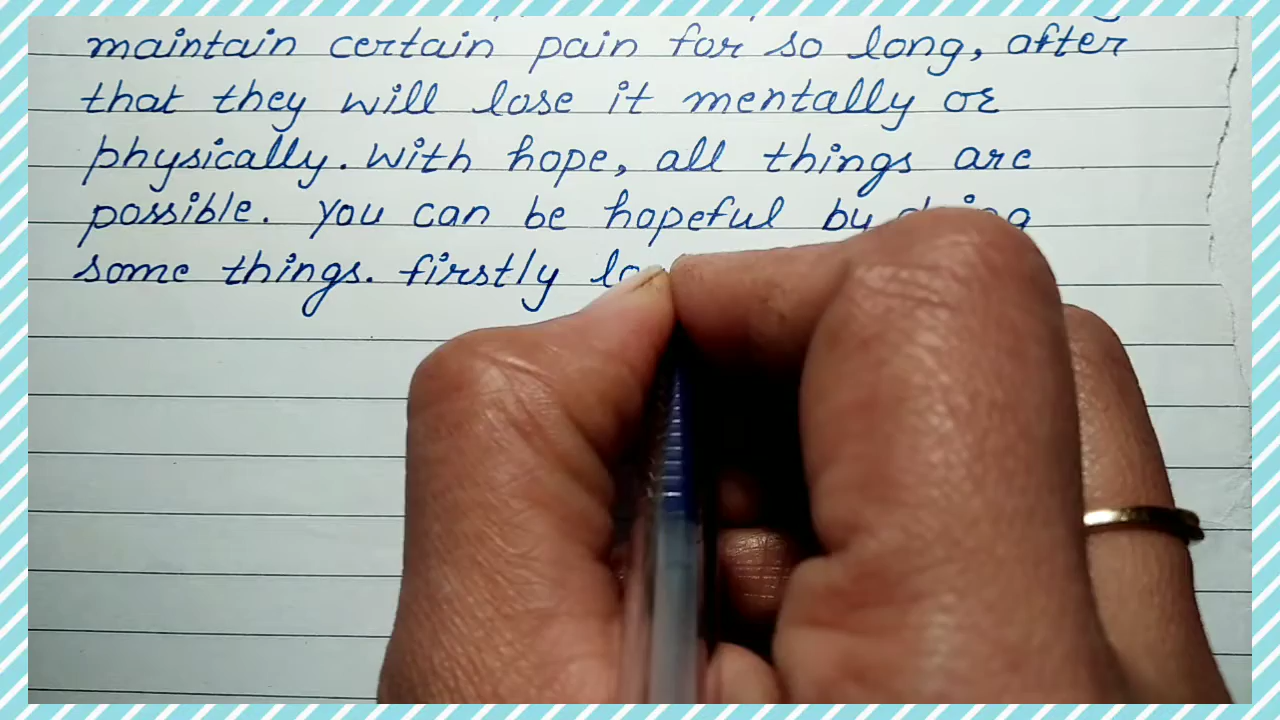 maintain certain pain for so long, after
that they will lose it mentally or
physically. With hope, all things are
possible. You can be hopeful by doing
some things. firstly